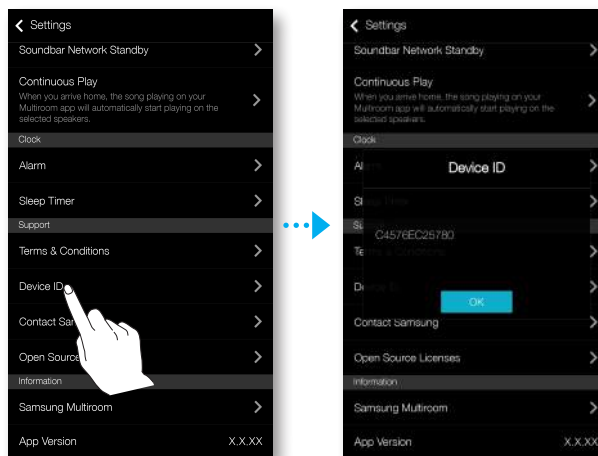 Settings
Soundbar Network Standby
Continuous Play
When you arrive home, the song playing on your
Multiroom app will automatically start playing on the
selected speakers.
Clock
Alarm
Sleep Timer
Support
Terms & Conditions
Device ID
Contact Sam
Open Source
Information
Samsung Multiroom
App Version X.X.XX
Settings
Soundbar Network Standby
Continuous Play
When you arrive home, the song playing on your
Multiroom app will automatically start playing on the
selected speakers.
Clock
Device ID
C4576EC25780
OK
Contact Samsung
Open Source Licenses
Information
Samsung Multiroom
App Version X.X.XX